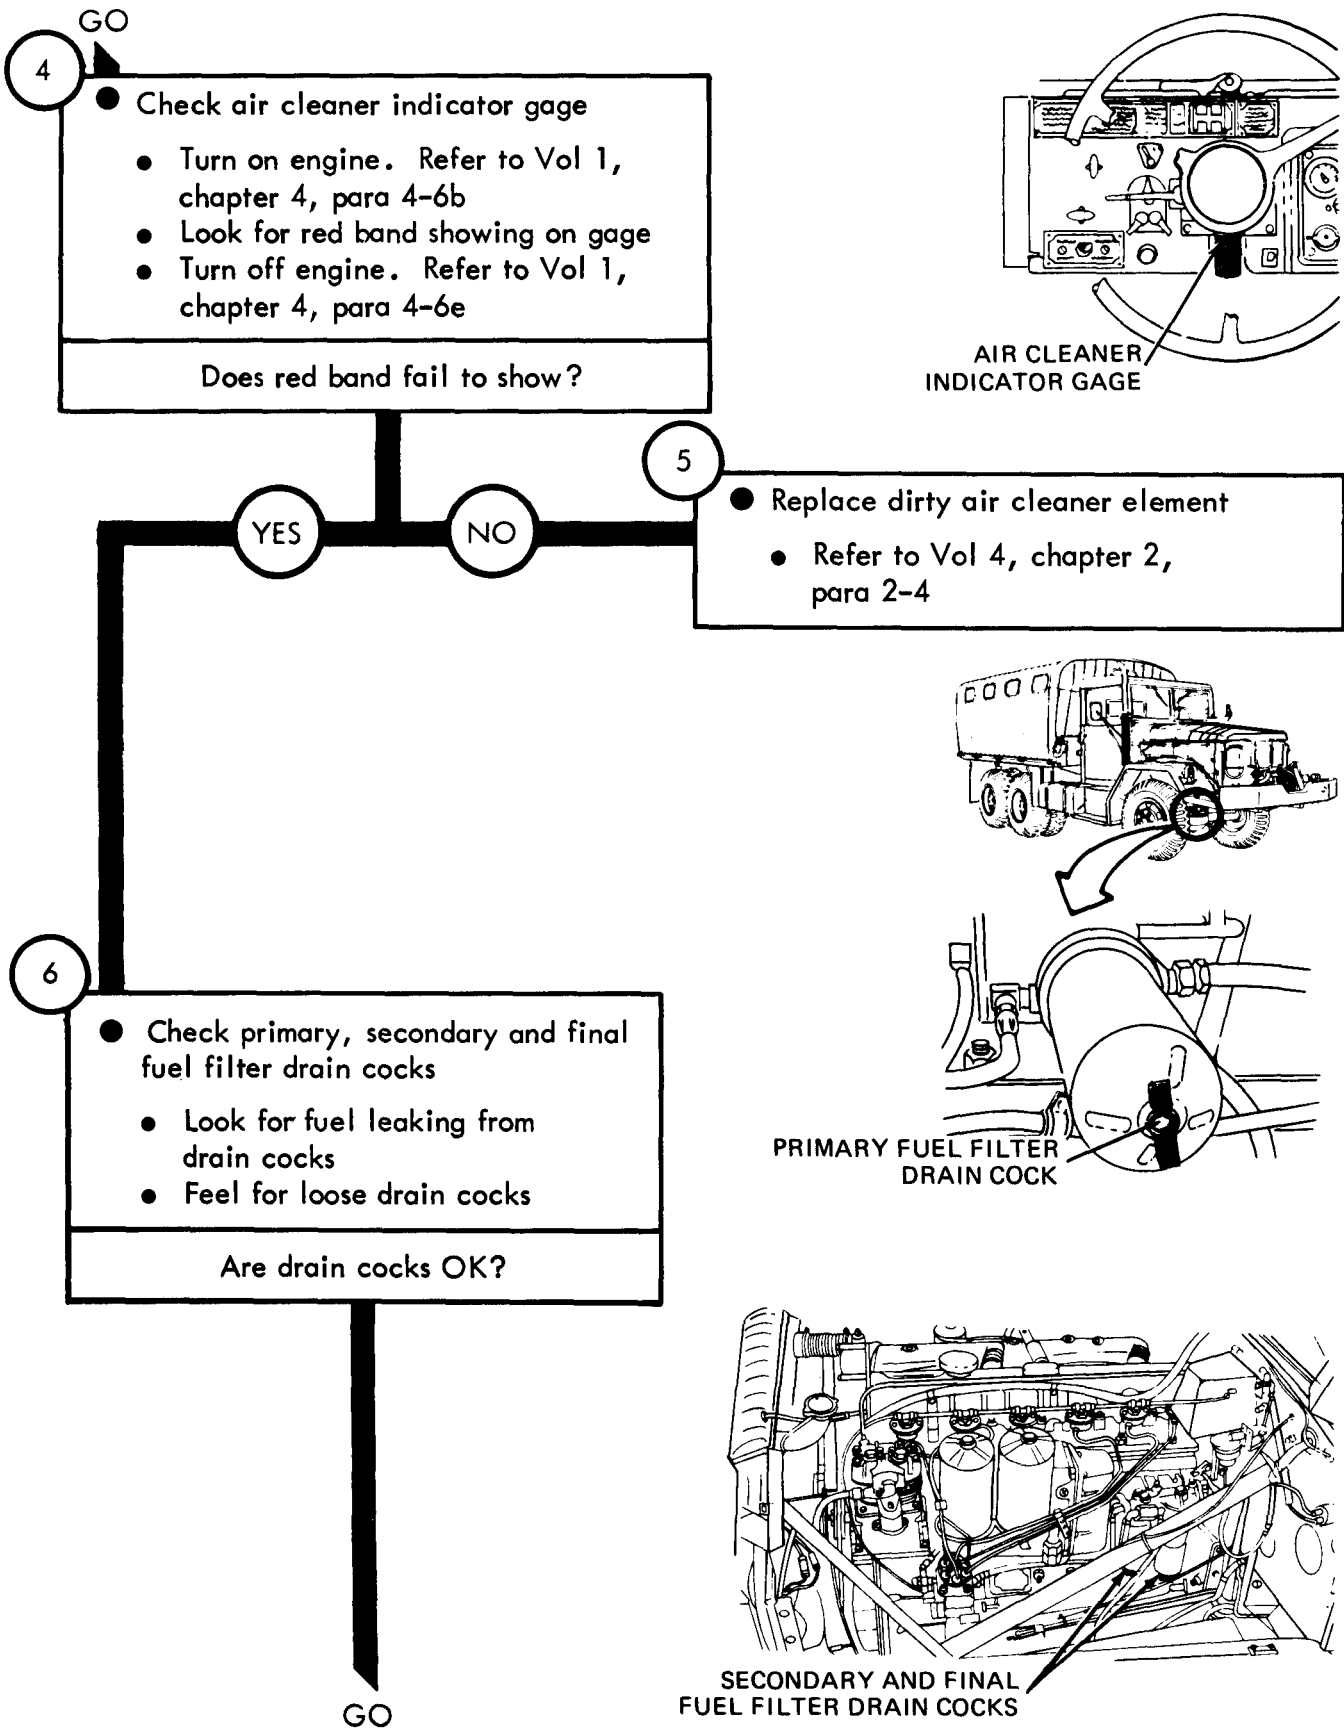 GO
4
● Check air cleaner indicator gage
● Turn on engine. Refer to Vol 1,
chapter 4, para 4-6b
● Look for red band showing on gage
● Turn off engine. Refer to Vol 1,
chapter 4, para 4-6e
Does red band fail to show?
AIR CLEANER
INDICATOR GAGE
YES
NO
5
● Replace dirty air cleaner element
● Refer to Vol 4, chapter 2,
para 2-4
6
● Check primary, secondary and final
fuel filter drain cocks
● Look for fuel leaking from
drain cocks
● Feel for loose drain cocks
Are drain cocks OK?
PRIMARY FUEL FILTER
DRAIN COCK
SECONDARY AND FINAL
FUEL FILTER DRAIN COCKS
GO